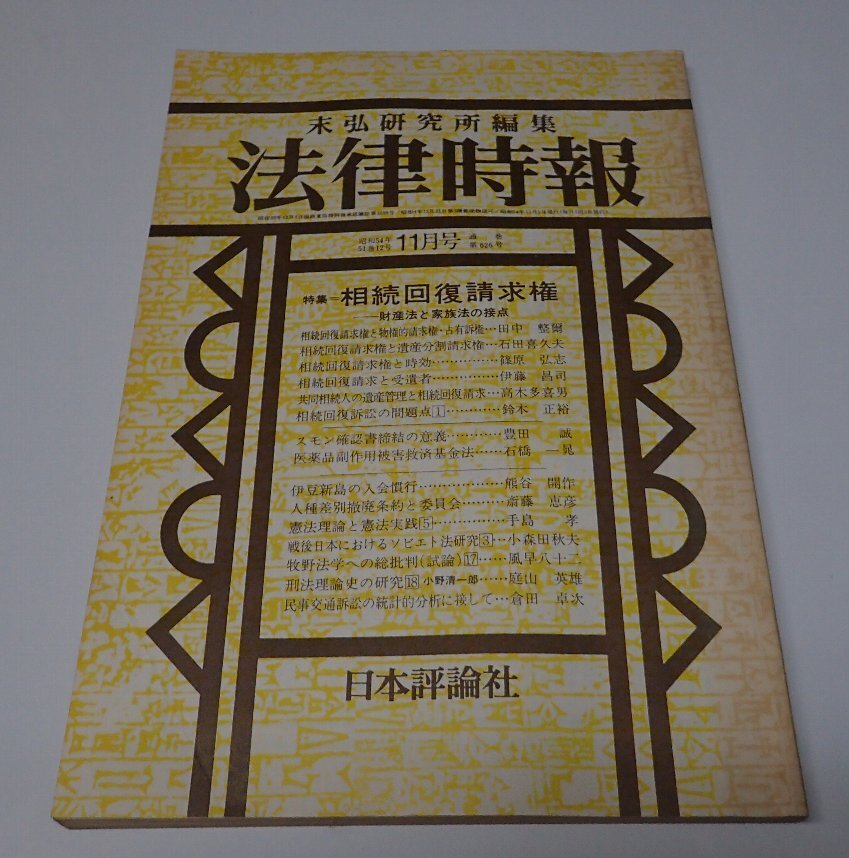 末弘研究所編集
法律時報
昭和54年 11月号 通巻
51巻12号 第626号
特集=相続回復請求権
――財産法と家族法の接点
相続回復請求権と物権的請求権・占有訴権…田中 整爾
相続回復請求権と遺産分割請求権…石田喜久夫
相続回復請求権と時効……………篠原 弘志
相続回復請求と受遺者……………伊藤 昌司
共同相続人の遺産管理と相続回復請求…高木多喜男
相続回復訴訟の問題点[1]…………鈴木 正裕
スモン確認書締結の意義…………豊田 誠
医薬品副作用被害救済基金法……石橋 一晁
伊豆新島の入会慣行………………熊谷 開作
人種差別撤廃条約と委員会………斎藤 恵彦
憲法理論と憲法実践[5]……………手島 孝
戦後日本におけるソビエト法研究[3]…小森田秋夫
牧野法学への総批判(試論)[17]……風早八十二
刑法理論史の研究[18]小野清一郎……庭山 英雄
民事交通訴訟の統計的分析に接して…倉田 卓次
日本評論社